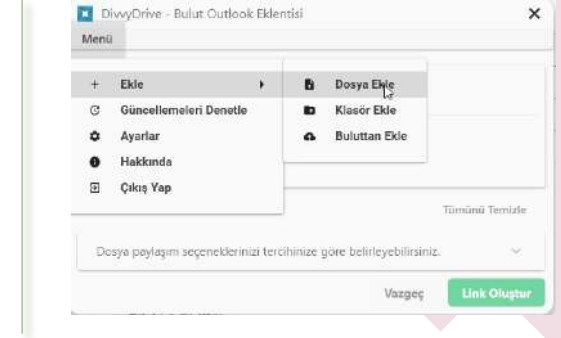 DivvyDrive - Bulut Outlook Eklentisi
Menü
Ekle
Dosya Ekle
Güncellemeleri Denetle
Klasör Ekle
Ayarlar
Buluttan Ekle
Hakkında
Çıkış Yap
Tümünü Temizle
Dosya paylaşım seçeneklerinizi tercihinize göre belirleyebilirsiniz.
Vazgeç
Link Oluştur